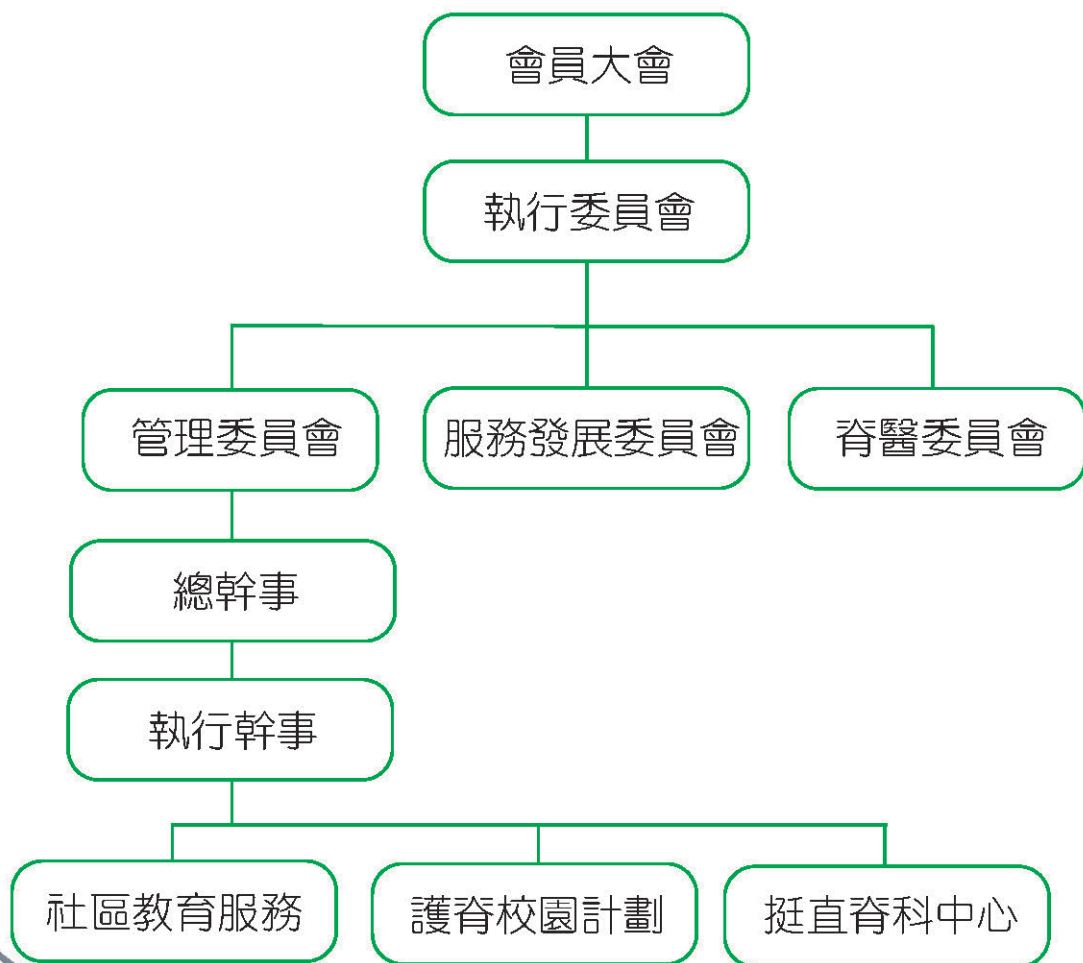 會員大會
執行委員會
管理委員會
服務發展委員會
脊醫委員會
總幹事
執行幹事
社區教育服務
護脊校園計劃
挺直脊科中心